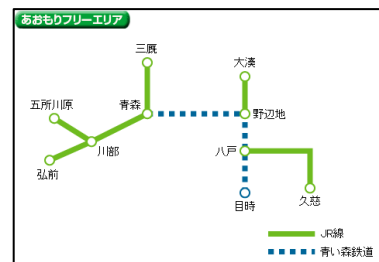 あおもりフリーエリア
三厩
大湊
五所川原
青森
野辺地
川部
八戸
弘前
目時
久慈
JR線
青い森鉄道